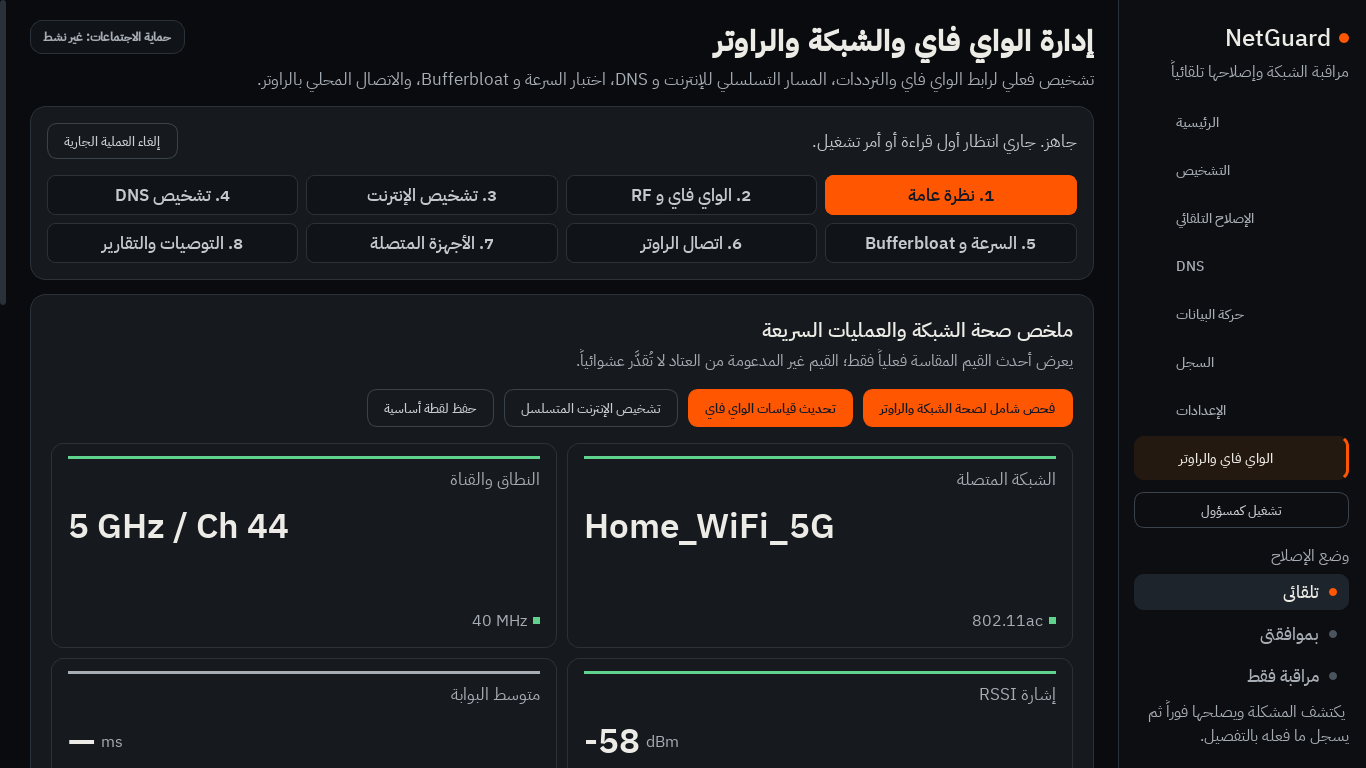 NetGuard
مراقبة الشبكة وإصلاحها تلقائياً
الرئيسية
التشخيص
الإصلاح التلقائي
DNS
حركة البيانات
السجل
الإعدادات
الواي فاي والراوتر
تشغيل كمسؤول
وضع الإصلاح
تلقائي
بموافقتي
مراقبة فقط
يكتشف المشكلة ويصلحها فوراً ثم
يسجل ما فعله بالتفصيل.
إدارة الواي فاي والشبكة والراوتر
حماية الاجتماعات: غير نشط
تشخيص فعلي لرابط الواي فاي والترددات، المسار التسلسلي للإنترنت و DNS، اختبار السرعة و Bufferbloat، والاتصال المحلي بالراوتر.
جاهز. جاري انتظار أول قراءة أو أمر تشغيل.
إلغاء العملية الجارية
1. نظرة عامة
2. الواي فاي و RF
3. تشخيص الإنترنت
4. تشخيص DNS
5. السرعة و Bufferbloat
6. اتصال الراوتر
7. الأجهزة المتصلة
8. التوصيات والتقارير
ملخص صحة الشبكة والعمليات السريعة
يعرض أحدث القيم المقاسة فعلياً فقط؛ القيم غير المدعومة من العتاد لا تُقدَّر عشوائياً.
فحص شامل لصحة الشبكة والراوتر
تحديث قياسات الواي فاي
تشخيص الإنترنت المتسلسل
حفظ لقطة أساسية
الشبكة المتصلة
Home_WiFi_5G
802.11ac
النطاق والقناة
5 GHz / Ch 44
40 MHz
إشارة RSSI
-58 dBm
متوسط البوابة
— ms